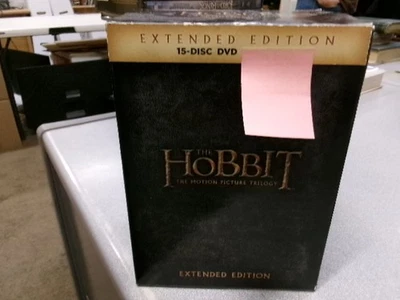 EXTENDED EDITION
15-DISC DVD
THE
HOBBIT
THE MOTION PICTURE TRILOGY
EXTENDED EDITION